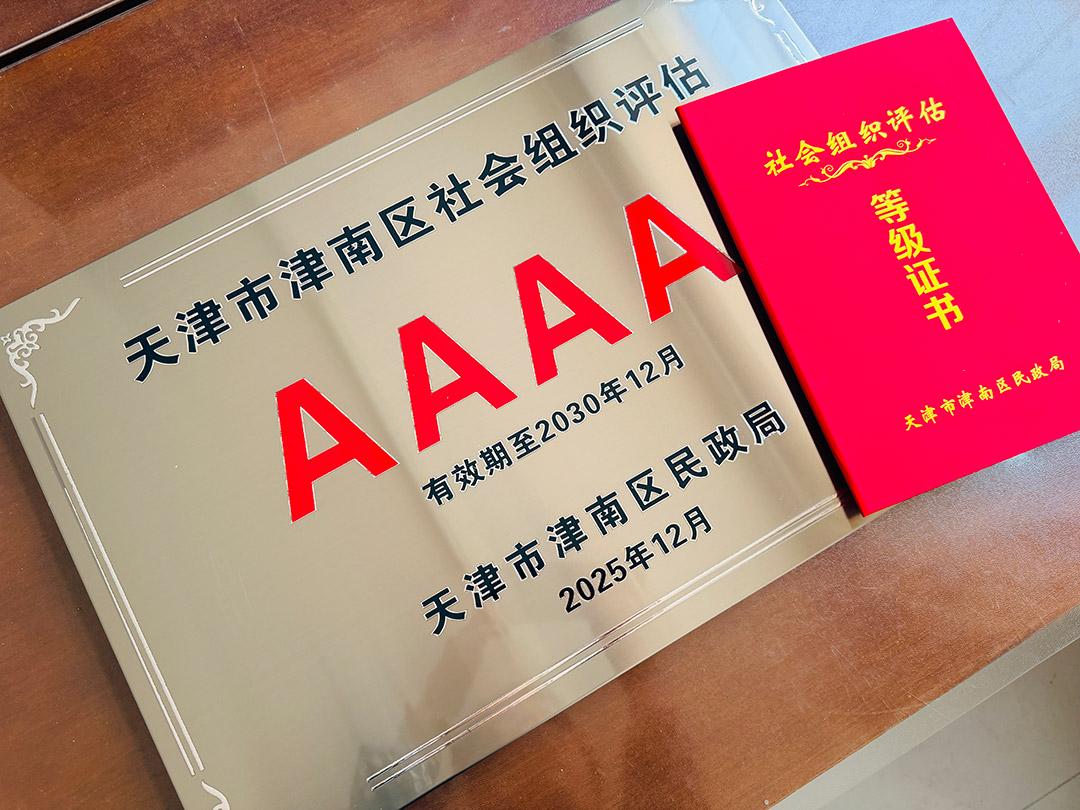 天津市津南区社会组织评估
AAAA
有效期至2030年12月
天津市津南区民政局
2025年12月
社会组织评估
等级证书
天津市津南区民政局